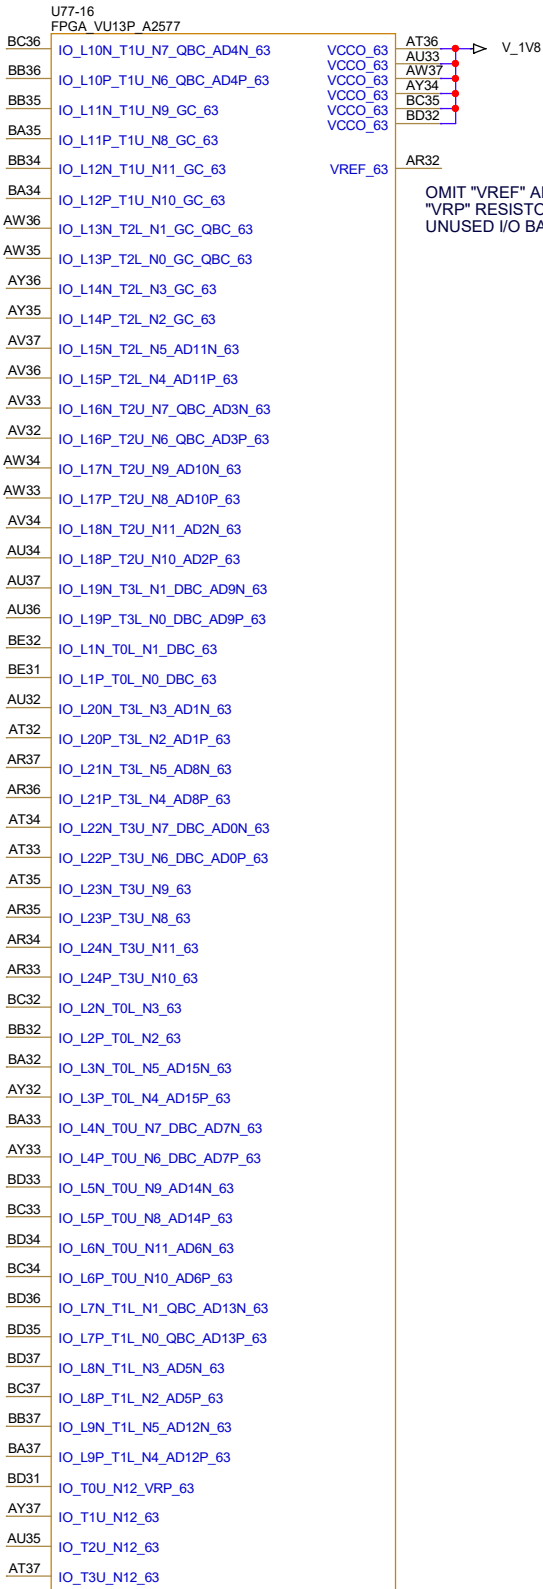 U77-16
FPGA_VU13P_A2577
BC36 IO_L10N_T1U_N7_QBC_AD4N_63 VCCO_63 AT36 V_1V8
VCCO_63 AU33
BB36 IO_L10P_T1U_N6_QBC_AD4P_63 VCCO_63 AW37
VCCO_63 AY34
BB35 IO_L11N_T1U_N9_GC_63 VCCO_63 BC35
VCCO_63 BD32
BA35 IO_L11P_T1U_N8_GC_63
BB34 IO_L12N_T1U_N11_GC_63 VREF_63 AR32
BA34 IO_L12P_T1U_N10_GC_63
OMIT "VREF"
"VRP"
UNUSED I/O
AW36 IO_L13N_T2L_N1_GC_QBC_63
AW35 IO_L13P_T2L_N0_GC_QBC_63
AY36 IO_L14N_T2L_N3_GC_63
AY35 IO_L14P_T2L_N2_GC_63
AV37 IO_L15N_T2L_N5_AD11N_63
AV36 IO_L15P_T2L_N4_AD11P_63
AV33 IO_L16N_T2U_N7_QBC_AD3N_63
AV32 IO_L16P_T2U_N6_QBC_AD3P_63
AW34 IO_L17N_T2U_N9_AD10N_63
AW33 IO_L17P_T2U_N8_AD10P_63
AV34 IO_L18N_T2U_N11_AD2N_63
AU34 IO_L18P_T2U_N10_AD2P_63
AU37 IO_L19N_T3L_N1_DBC_AD9N_63
AU36 IO_L19P_T3L_N0_DBC_AD9P_63
BE32 IO_L1N_T0L_N1_DBC_63
BE31 IO_L1P_T0L_N0_DBC_63
AU32 IO_L20N_T3L_N3_AD1N_63
AT32 IO_L20P_T3L_N2_AD1P_63
AR37 IO_L21N_T3L_N5_AD8N_63
AR36 IO_L21P_T3L_N4_AD8P_63
AT34 IO_L22N_T3U_N7_DBC_AD0N_63
AT33 IO_L22P_T3U_N6_DBC_AD0P_63
AT35 IO_L23N_T3U_N9_63
AR35 IO_L23P_T3U_N8_63
AR34 IO_L24N_T3U_N11_63
AR33 IO_L24P_T3U_N10_63
BC32 IO_L2N_T0L_N3_63
BB32 IO_L2P_T0L_N2_63
BA32 IO_L3N_T0L_N5_AD15N_63
AY32 IO_L3P_T0L_N4_AD15P_63
BA33 IO_L4N_T0U_N7_DBC_AD7N_63
AY33 IO_L4P_T0U_N6_DBC_AD7P_63
BD33 IO_L5N_T0U_N9_AD14N_63
BC33 IO_L5P_T0U_N8_AD14P_63
BD34 IO_L6N_T0U_N11_AD6N_63
BC34 IO_L6P_T0U_N10_AD6P_63
BD36 IO_L7N_T1L_N1_QBC_AD13N_63
BD35 IO_L7P_T1L_N0_QBC_AD13P_63
BD37 IO_L8N_T1L_N3_AD5N_63
BC37 IO_L8P_T1L_N2_AD5P_63
BB37 IO_L9N_T1L_N5_AD12N_63
BA37 IO_L9P_T1L_N4_AD12P_63
BD31 IO_T0U_N12_VRP_63
AY37 IO_T1U_N12_63
AU35 IO_T2U_N12_63
AT37 IO_T3U_N12_63